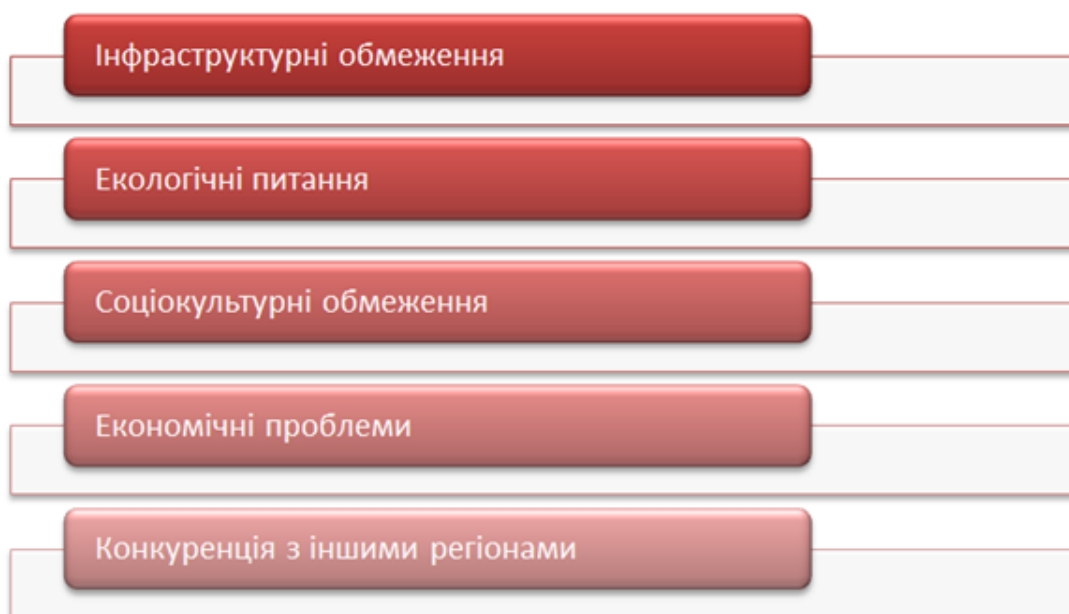 Інфраструктурні обмеження
Екологічні питання
Соціокультурні обмеження
Економічні проблеми
Конкуренція з іншими регіонами